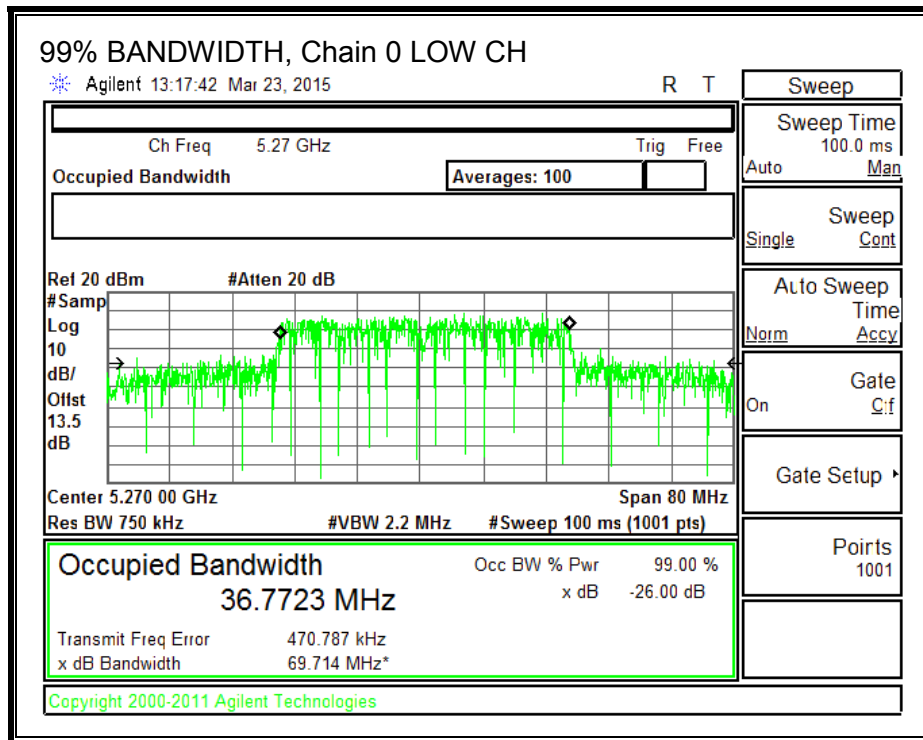 99% BANDWIDTH, Chain 0 LOW CH
Agilent 13:17:42 Mar 23, 2015 R T
Ch Freq 5.27 GHz Trig Free
Occupied Bandwidth Averages: 100
Ref 20 dBm #Atten 20 dB
#Samp
Log
10
dB/
Offst
13.5
dB
Center 5.270 00 GHz Span 80 MHz
Res BW 750 kHz #VBW 2.2 MHz #Sweep 100 ms (1001 pts)
Occupied Bandwidth Occ BW % Pwr 99.00 %
36.7723 MHz x dB -26.00 dB
Transmit Freq Error 470.787 kHz
x dB Bandwidth 69.714 MHz*
Copyright 2000-2011 Agilent Technologies
Sweep
Sweep Time
100.0 ms
Auto Man
Sweep
Single Cont
Auto Sweep
Time
Norm Accy
Gate
On Off
Gate Setup
Points
1001